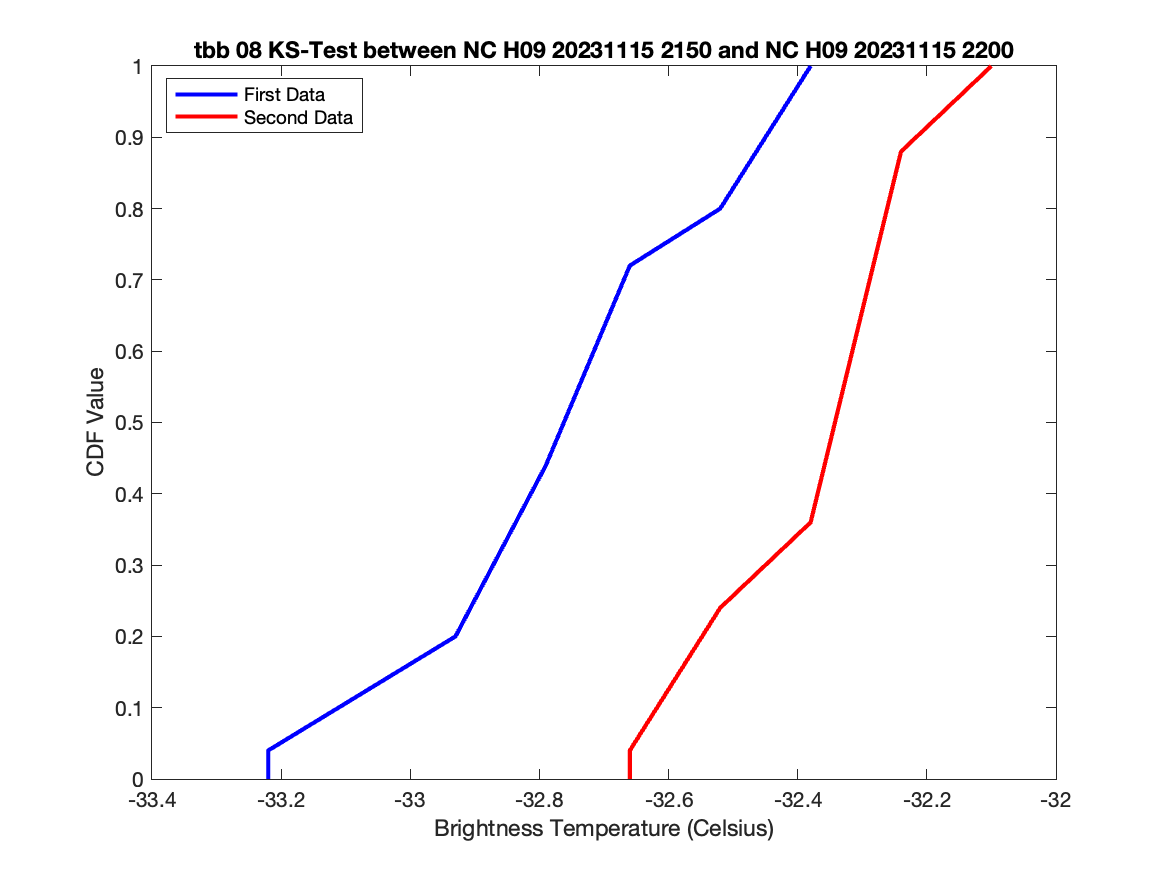 tbb 08 KS-Test between NC H09 20231115 2150 and NC H09 20231115 2200
First Data
Second Data
1
0.9
0.8
0.7
0.6
0.5
0.4
0.3
0.2
0.1
0
CDF Value
-33.4 -33.2 -33 -32.8 -32.6 -32.4 -32.2 -32
Brightness Temperature (Celsius)